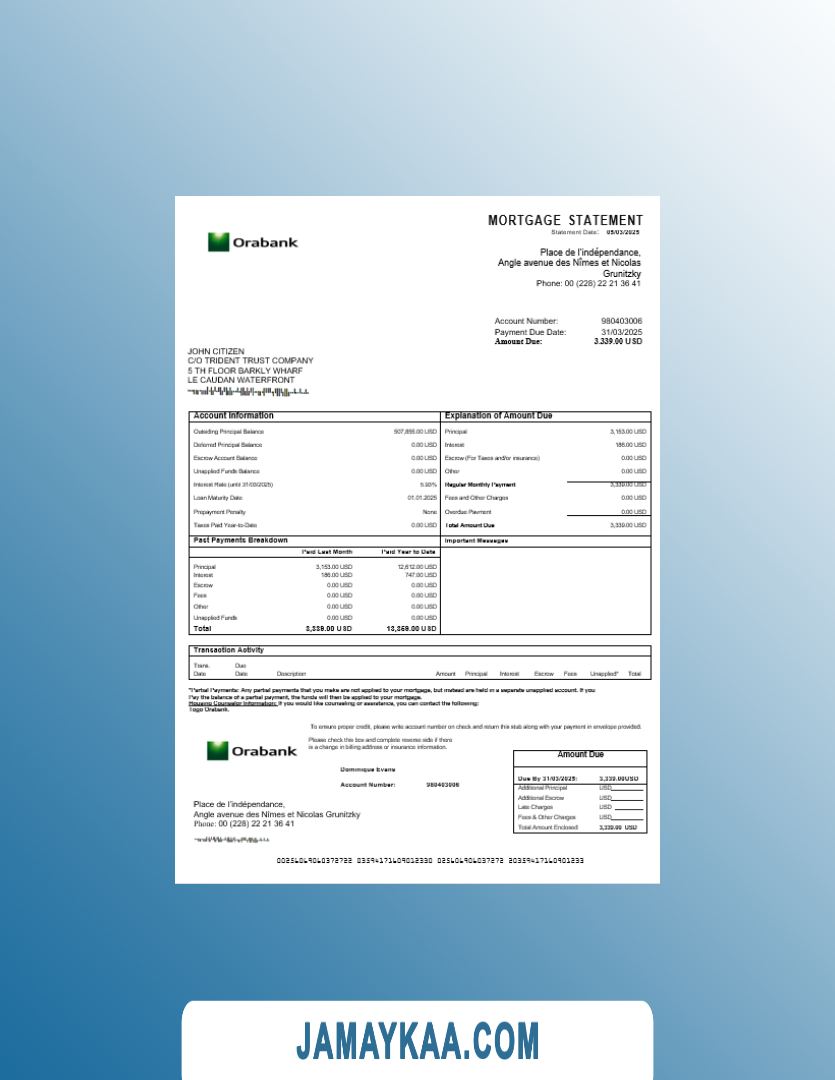 MORTGAGE STATEMENT
Statement Date: 05/03/2025
Orabank
Place de l'indépendance,
Angle avenue des Nîmes et Nicolas
Grunitzky
Phone: 00 (228) 22 21 36 41
Account Number: 980403006
Payment Due Date: 31/03/2025
Amount Due: 3.339.00 USD
JOHN CITIZEN
C/O TRIDENT TRUST COMPANY
5 TH FLOOR BARKLY WHARF
LE CAUDAN WATERFRONT
Account Information
Outsiding Principal Balance 507,855.00 USD
Deferred Principal Balance 0.00 USD
Escrow Account Balance 0.00 USD
Unapplied Funds Balance 0.00 USD
Interest Rate (until 31/03/2025) 5.93%
Loan Maturity Date 01.01.2025
Prepayment Penalty None
Taxes Paid Year-to-Date 0.00 USD
Explanation of Amount Due
Principal 3,153.00 USD
Interest 186.00 USD
Escrow (For Taxes and/or insurance) 0.00 USD
Other 0.00 USD
Regular Monthly Payment 3,339.00 USD
Fees and Other Charges 0.00 USD
Overdue Payment 0.00 USD
Total Amount Due 3,339.00 USD
Past Payments Breakdown
Paid Last Month Paid Year to Date
Principal 3,153.00 USD 12,612.00 USD
Interest 186.00 USD 747.00 USD
Escrow 0.00 USD 0.00 USD
Fees 0.00 USD 0.00 USD
Other 0.00 USD 0.00 USD
Unapplied Funds 0.00 USD 0.00 USD
Total 3,339.00 USD 13,359.00 USD
Important Messages
Transaction Activity
Trans. Due
Date Date Description Amount Principal Interest Escrow Fees Unapplied* Total
*Partial Payments: Any partial payments that you make are not applied to your mortgage, but instead are held in a separate unapplied account. If you
Pay the balance of a partial payment, the funds will then be applied to your mortgage.
Housing Counselor Information: If you would like counseling or assistance, you can contact the following:
Togo Orabank.
To ensure proper credit, please write account number on check and return this stub along with your payment in envelope provided.
Orabank
Please check this box and complete reverse side if there
is a change in billing address or insurance information.
Dominique Evans
Account Number: 980403006
Place de l'indépendance,
Angle avenue des Nîmes et Nicolas Grunitzky
Phone: 00 (228) 22 21 36 41
Amount Due
Due By 31/03/2025: 3,339.00USD
Additional Principal USD
Additional Escrow USD
Late Charges USD
Fees & Other Charges USD
Total Amount Enclosed 3,339.00 USD
JAMAYKAA.COM